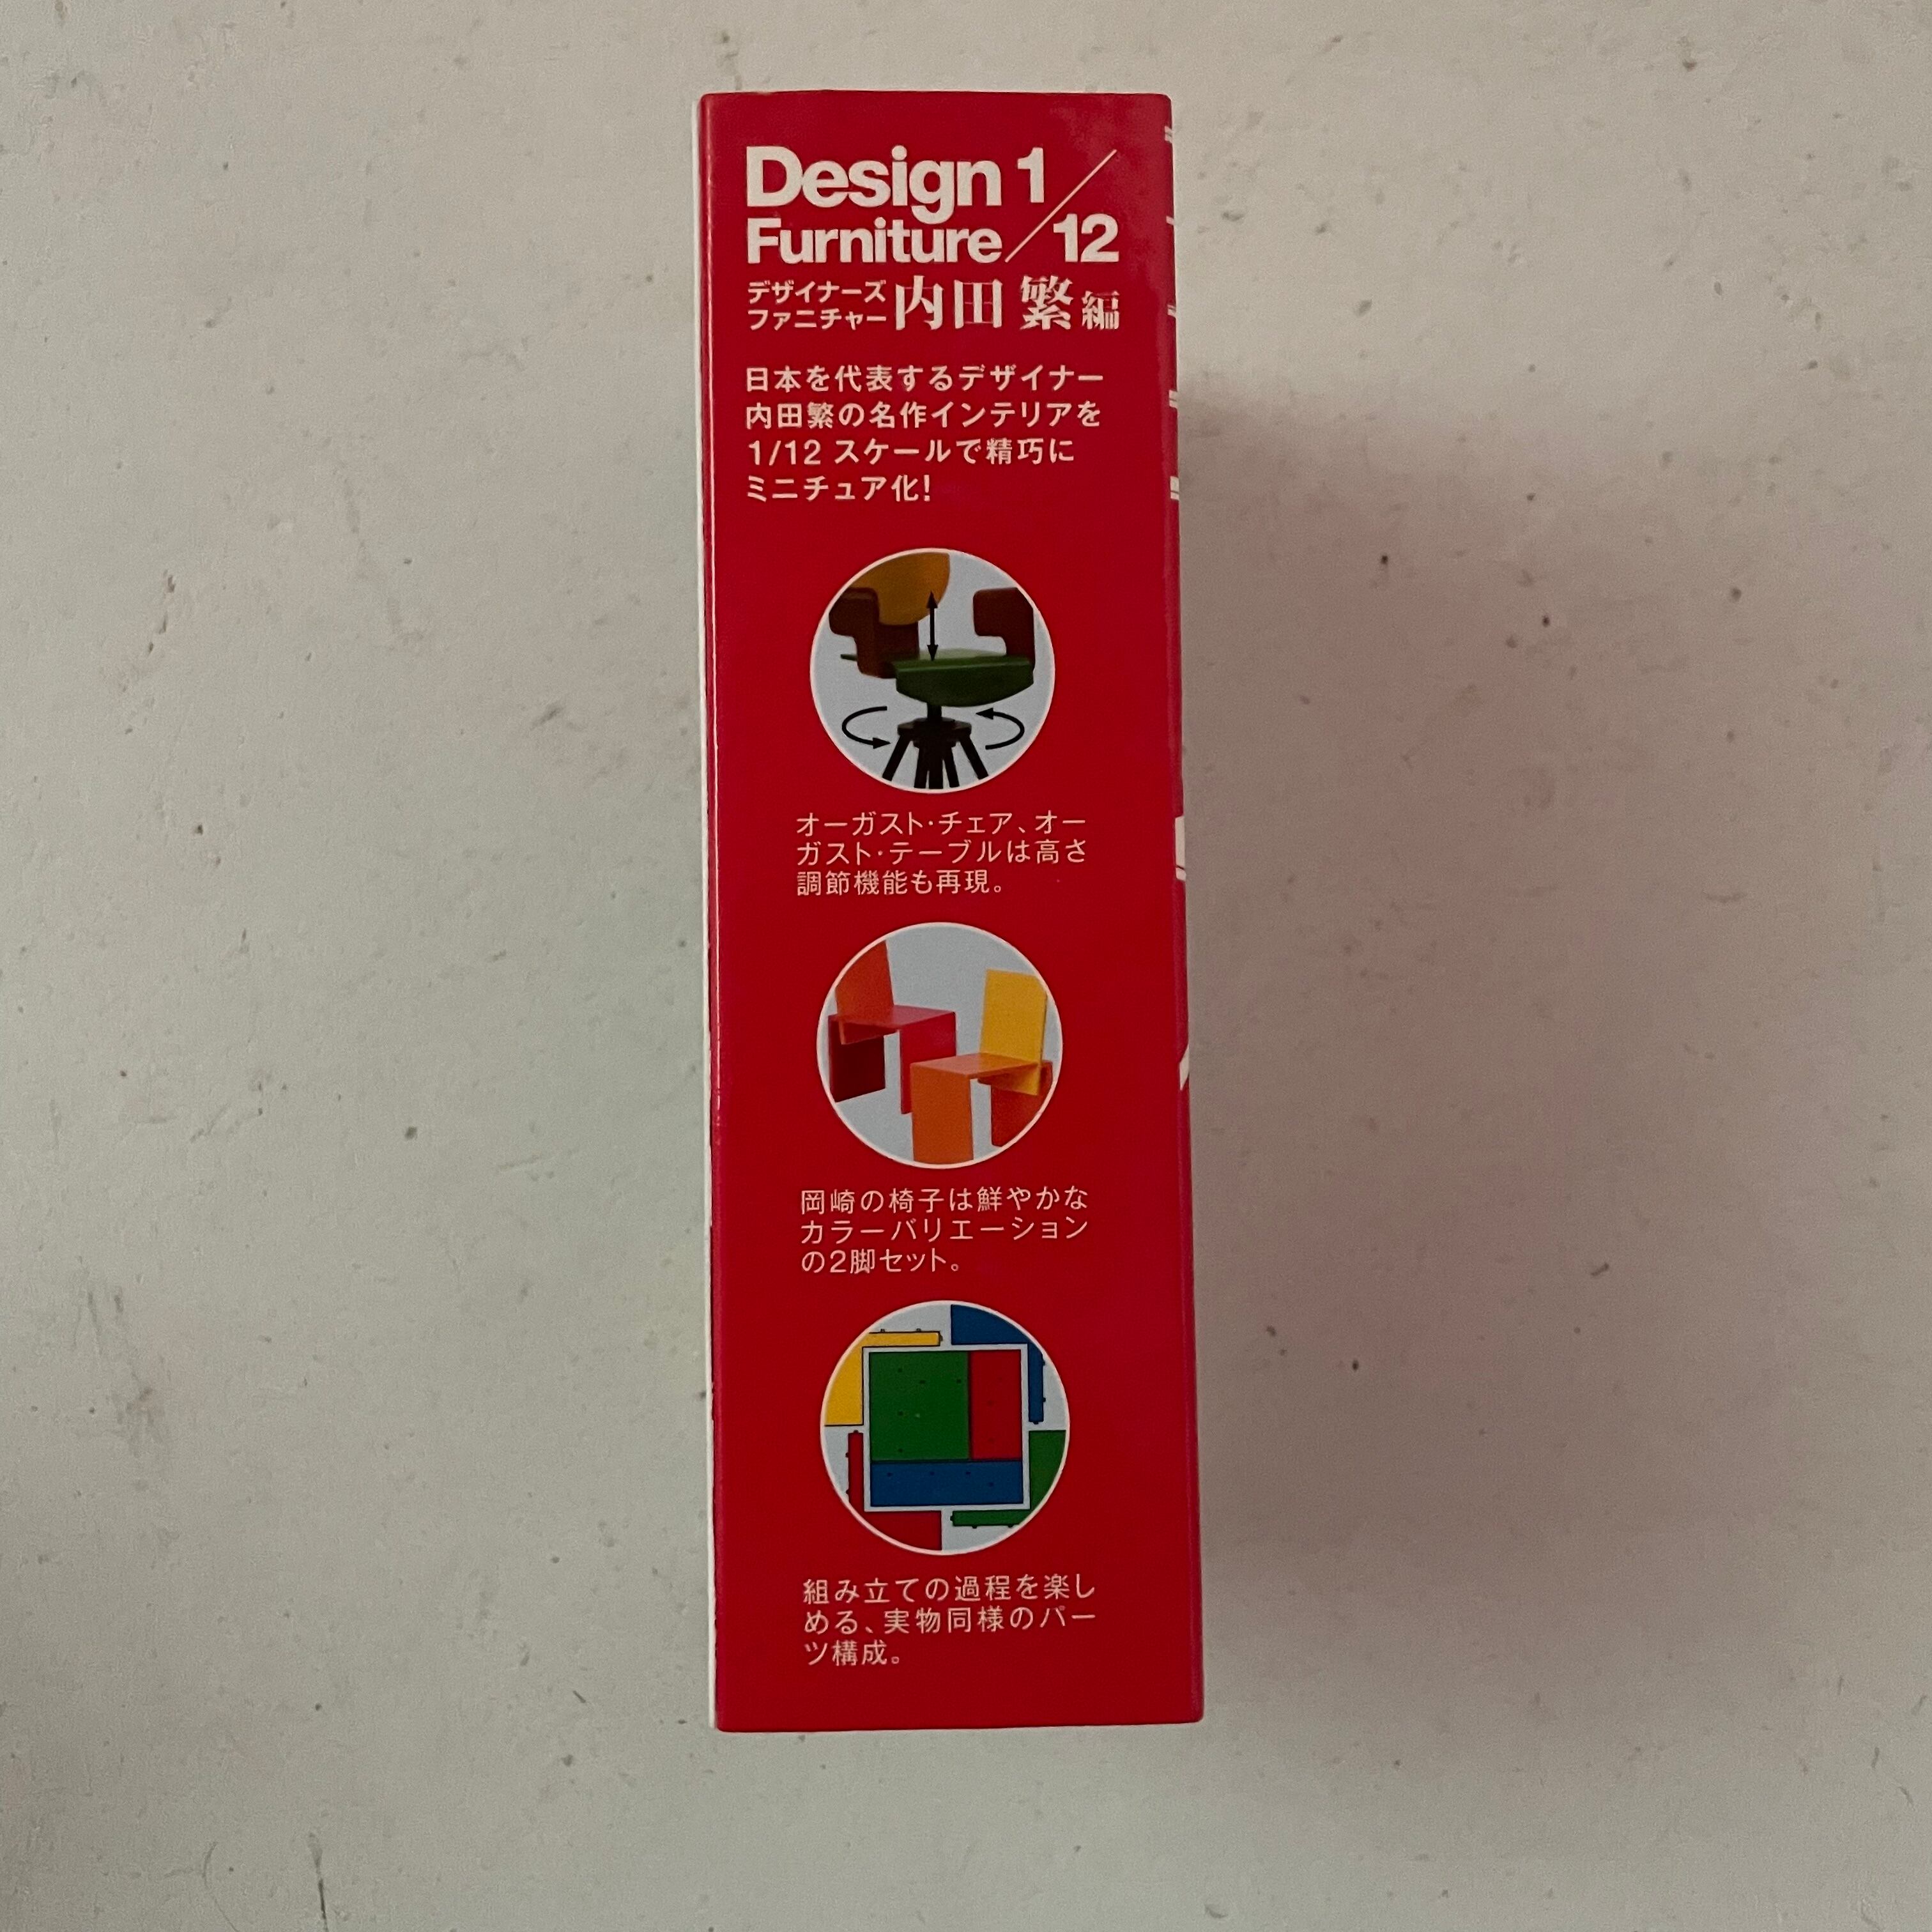 Design 1/
Furniture/12
デザイナーズ
ファニチャー 内田 繁 編
日本を代表するデザイナー
内田繁の名作インテリアを
1/12 スケールで精巧に
ミニチュア化!
オーガスト・チェア、オー
ガスト・テーブルは高さ
調節機能も再現。
岡崎の椅子は鮮やかな
カラーバリエーション
の2脚セット。
組み立ての過程を楽し
める、実物同様のパー
ツ構成。